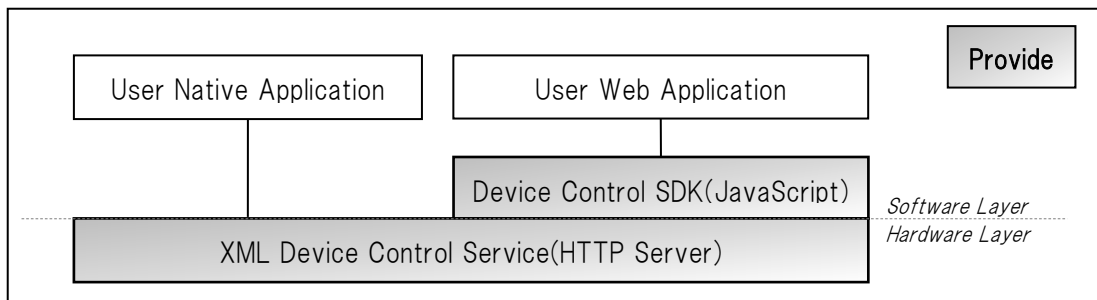 Provide
User Native Application
User Web Application
Device Control SDK(JavaScript)
Software Layer
Hardware Layer
XML Device Control Service(HTTP Server)